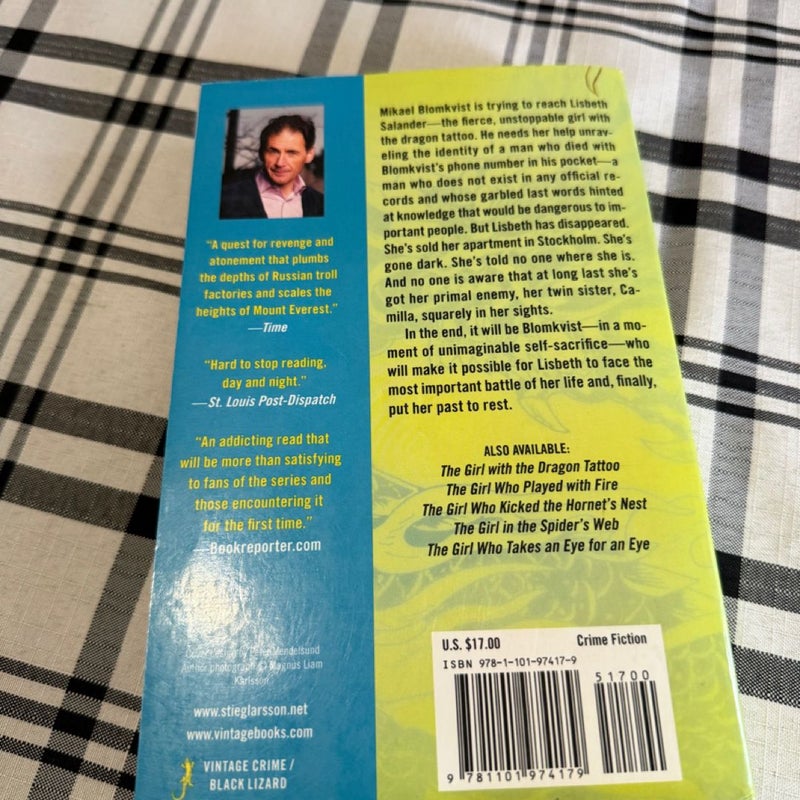 "A quest for revenge and
atonement that plumbs
the depths of Russian troll
factories and scales the
heights of Mount Everest."
—Time
"Hard to stop reading,
day and night."
—St. Louis Post-Dispatch
"An addicting read that
will be more than satisfying
to fans of the series and
those encountering it
for the first time."
—Bookreporter.com
by Peter Mendelsund
Author photograph © Magnus Liam
Karlsson
www.stieglarsson.net
www.vintagebooks.com
VINTAGE CRIME /
BLACK LIZARD
Mikael Blomkvist is trying to reach Lisbeth
Salander—the fierce, unstoppable girl with
the dragon tattoo. He needs her help unrav-
eling the identity of a man who died with
Blomkvist's phone number in his pocket—a
man who does not exist in any official re-
cords and whose garbled last words hinted
at knowledge that would be dangerous to im-
portant people. But Lisbeth has disappeared.
She's sold her apartment in Stockholm. She's
gone dark. She's told no one where she is.
And no one is aware that at long last she's
got her primal enemy, her twin sister, Ca-
milla, squarely in her sights.
In the end, it will be Blomkvist—in a mo-
ment of unimaginable self-sacrifice—who
will make it possible for Lisbeth to face the
most important battle of her life and, finally,
put her past to rest.
ALSO AVAILABLE:
The Girl with the Dragon Tattoo
The Girl Who Played with Fire
The Girl Who Kicked the Hornet's Nest
The Girl in the Spider's Web
The Girl Who Takes an Eye for an Eye
U.S. $17.00 Crime Fiction
ISBN 978-1-101-97417-9
51700
9 781101 974179